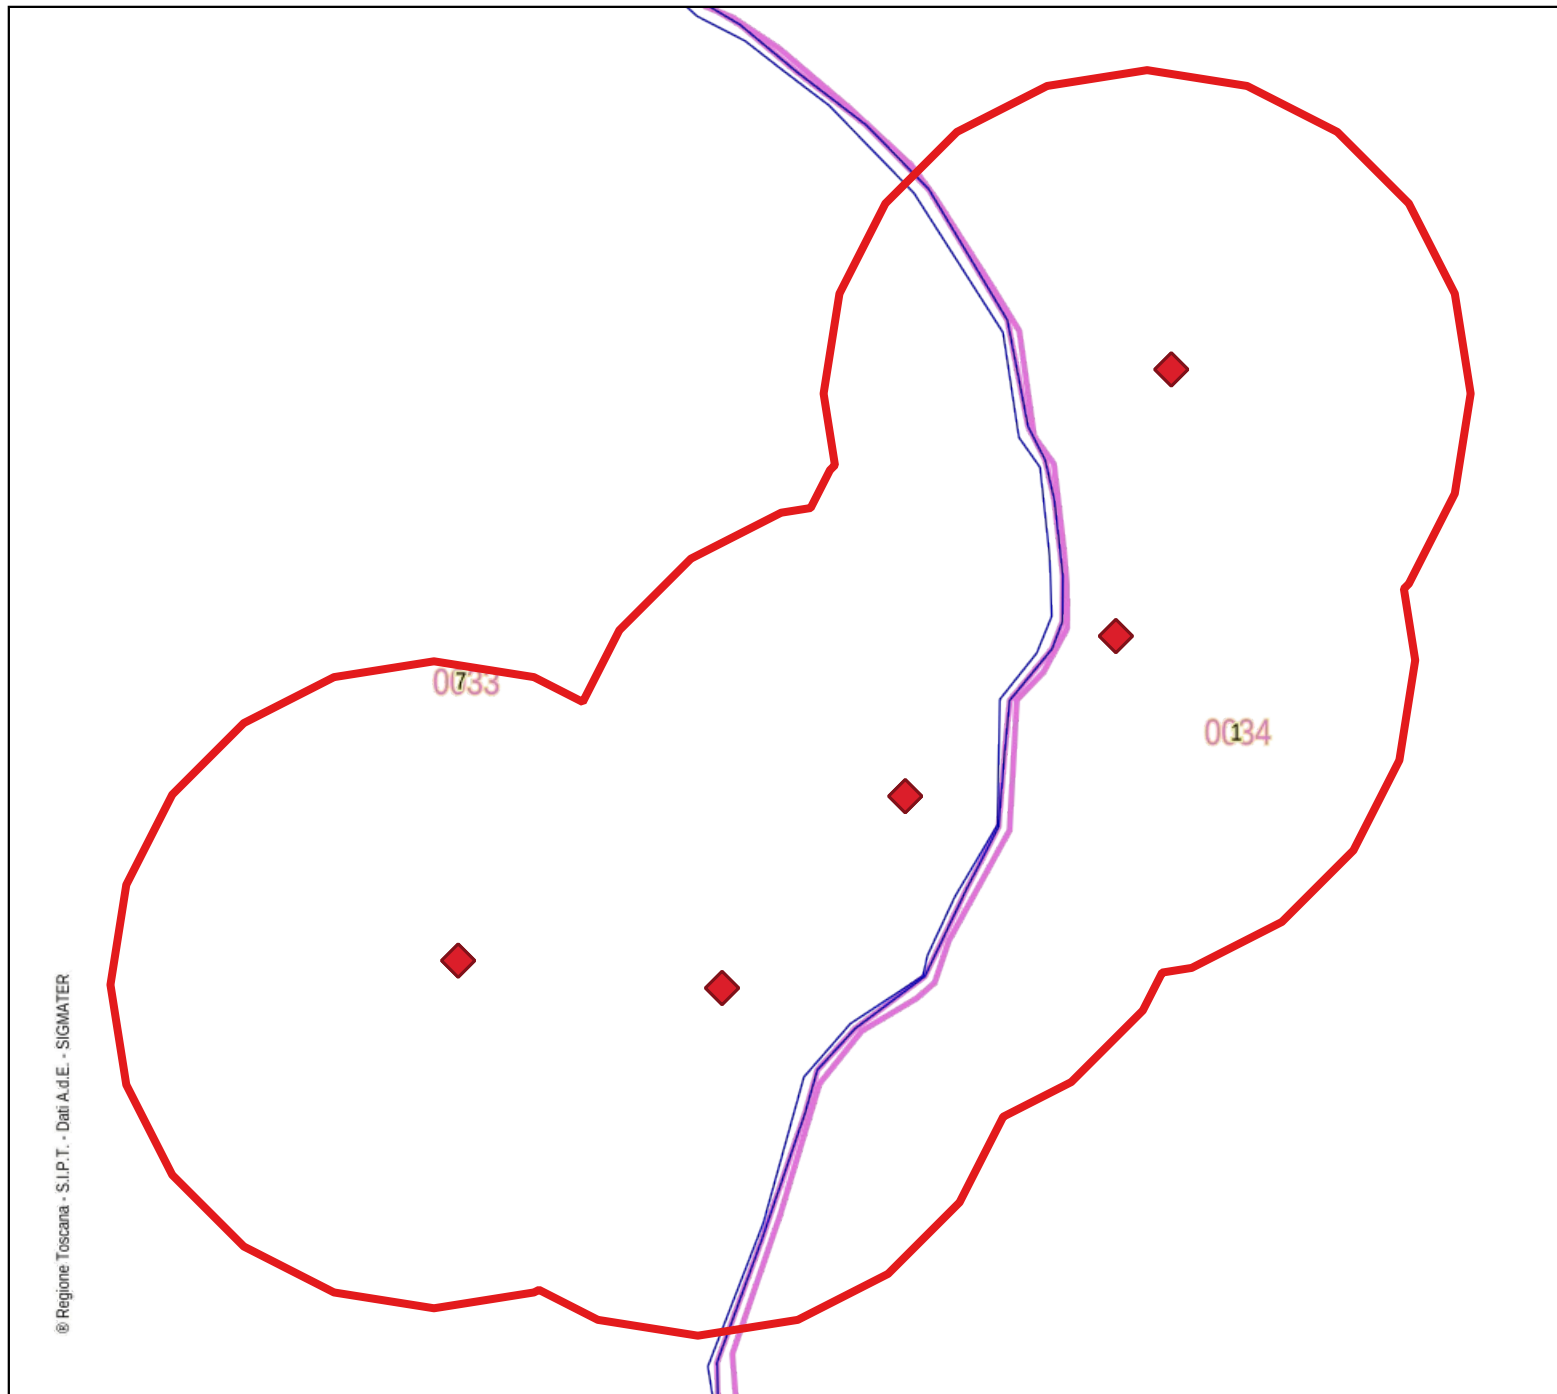 0033
7
0034
1
® Regione Toscana - S.I.P.T. - Dati A.d.E. - SIGMATER